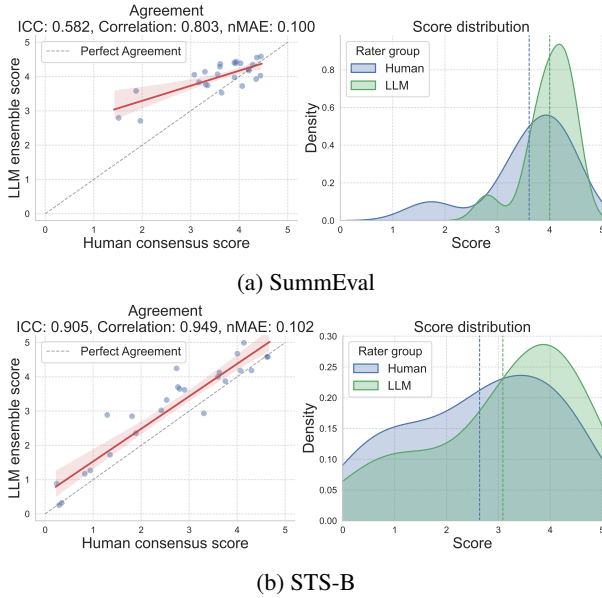 Agreement
ICC: 0.582, Correlation: 0.803, nMAE: 0.100
Perfect Agreement
LLM ensemble score
5
4
3
2
1
0
0 1 2 3 4 5
Human consensus score
Score distribution
Rater group
Human
LLM
Density
0.8
0.6
0.4
0.2
0.0
0 1 2 3 4 5
Score
(a) SummEval
Agreement
ICC: 0.905, Correlation: 0.949, nMAE: 0.102
Perfect Agreement
LLM ensemble score
5
4
3
2
1
0
0 1 2 3 4 5
Human consensus score
Score distribution
Rater group
Human
LLM
Density
0.30
0.25
0.20
0.15
0.10
0.05
0.00
0 1 2 3 4 5
Score
(b) STS-B